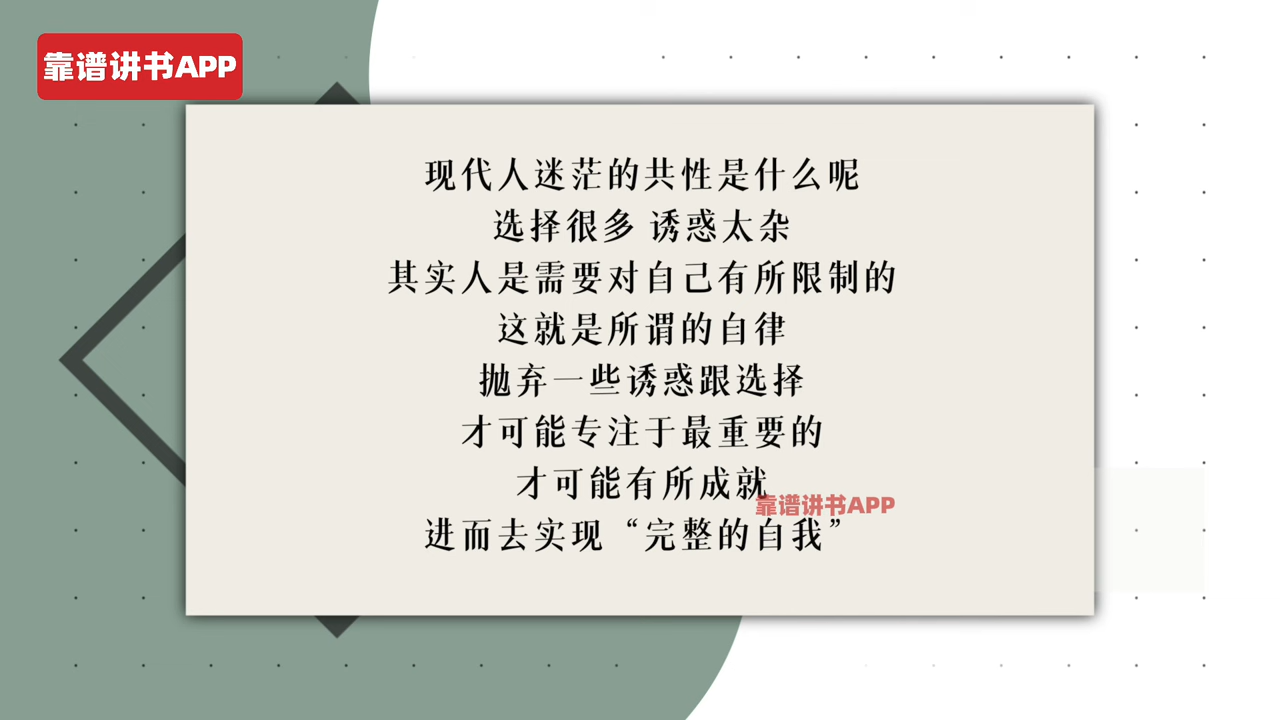 靠谱讲书APP
现代人迷茫的共性是什么呢
选择很多 诱惑太杂
其实人是需要对自己有所限制的
这就是所谓的自律
抛弃一些诱惑跟选择
才可能专注于最重要的
才可能有所成就
靠谱讲书APP
进而去实现“完整的自我”